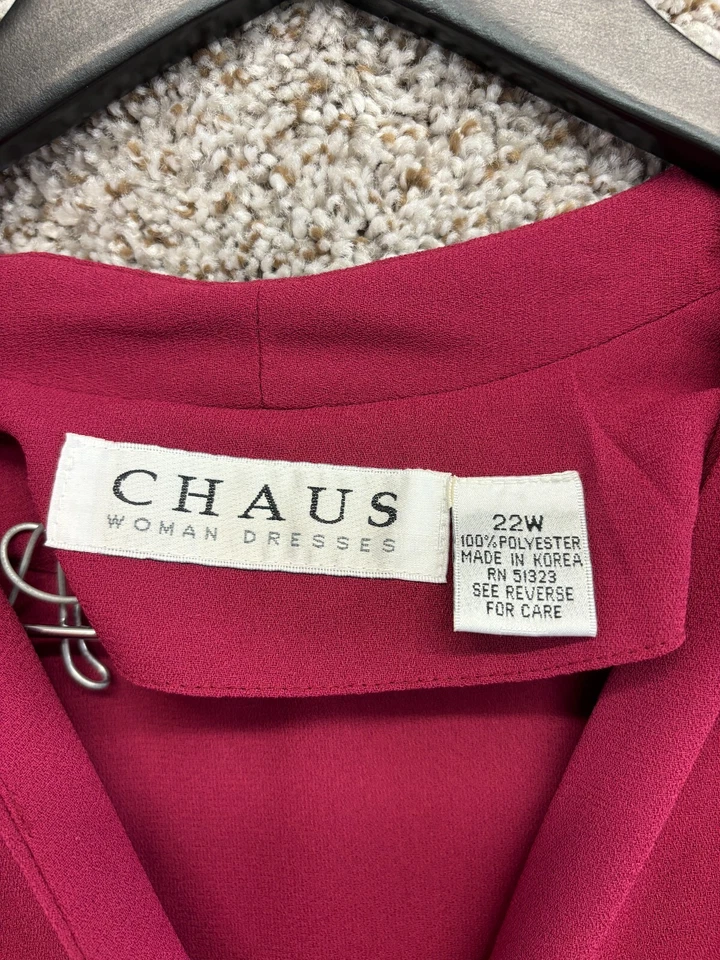 CHAUS
WOMAN DRESSES
22W
100% POLYESTER
MADE IN KOREA
RN 51323
SEE REVERSE
FOR CARE